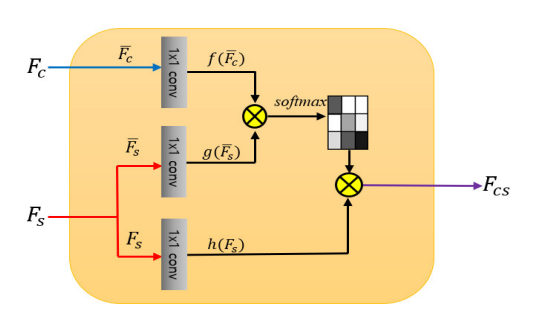 F̅c
1x1 conv
f(F̅c)
Fc
softmax
F̅s
1x1 conv
g(F̅s)
Fcs
Fs
Fs
1x1 conv
h(Fs)